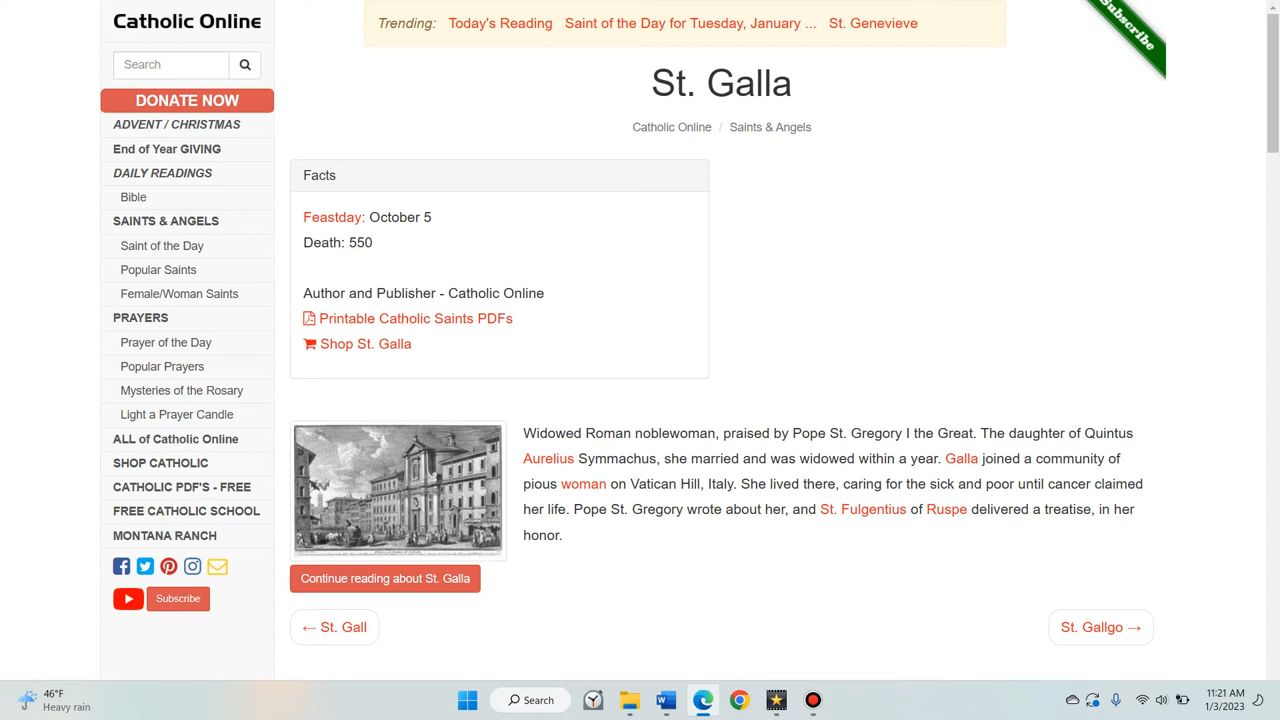 Catholic Online
Search
DONATE NOW
ADVENT / CHRISTMAS
End of Year GIVING
DAILY READINGS
Bible
SAINTS & ANGELS
Saint of the Day
Popular Saints
Female/Woman Saints
PRAYERS
Prayer of the Day
Popular Prayers
Mysteries of the Rosary
Light a Prayer Candle
ALL of Catholic Online
SHOP CATHOLIC
CATHOLIC PDF'S - FREE
FREE CATHOLIC SCHOOL
MONTANA RANCH
Subscribe
Trending: Today's Reading Saint of the Day for Tuesday, January ... St. Genevieve
Subscribe
St. Galla
Catholic Online / Saints & Angels
Facts
Feastday: October 5
Death: 550
Author and Publisher - Catholic Online
Printable Catholic Saints PDFs
Shop St. Galla
Widowed Roman noblewoman, praised by Pope St. Gregory I the Great. The daughter of Quintus
Aurelius Symmachus, she married and was widowed within a year. Galla joined a community of
pious woman on Vatican Hill, Italy. She lived there, caring for the sick and poor until cancer claimed
her life. Pope St. Gregory wrote about her, and St. Fulgentius of Ruspe delivered a treatise, in her
honor.
Continue reading about St. Galla
← St. Gall
St. Gallgo →
46°F
Heavy rain
Search
11:21 AM
1/3/2023